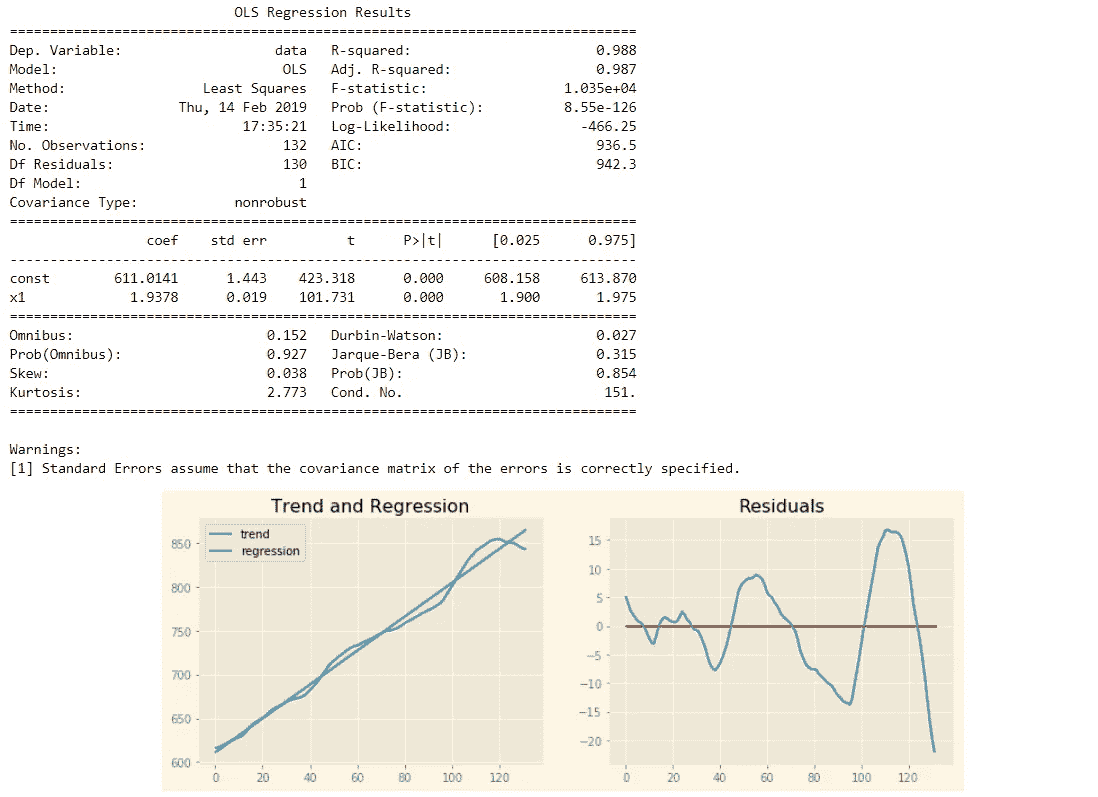 OLS Regression Results
==============================================================================
Dep. Variable: data R-squared: 0.988
Model: OLS Adj. R-squared: 0.987
Method: Least Squares F-statistic: 1.035e+04
Date: Thu, 14 Feb 2019 Prob (F-statistic): 8.55e-126
Time: 17:35:21 Log-Likelihood: -466.25
No. Observations: 132 AIC: 936.5
Df Residuals: 130 BIC: 942.3
Df Model: 1
Covariance Type: nonrobust
==============================================================================
coef std err t P>|t| [0.025 0.975]
------------------------------------------------------------------------------
const 611.0141 1.443 423.318 0.000 608.158 613.870
x1 1.9378 0.019 101.731 0.000 1.900 1.975
==============================================================================
Omnibus: 0.152 Durbin-Watson: 0.027
Prob(Omnibus): 0.927 Jarque-Bera (JB): 0.315
Skew: 0.038 Prob(JB): 0.854
Kurtosis: 2.773 Cond. No. 151.
==============================================================================
Warnings:
[1] Standard Errors assume that the covariance matrix of the errors is correctly specified.
Trend and Regression
trend
regression
850
800
750
700
650
600
0 20 40 60 80 100 120
Residuals
15
10
5
0
−5
−10
−15
−20
0 20 40 60 80 100 120